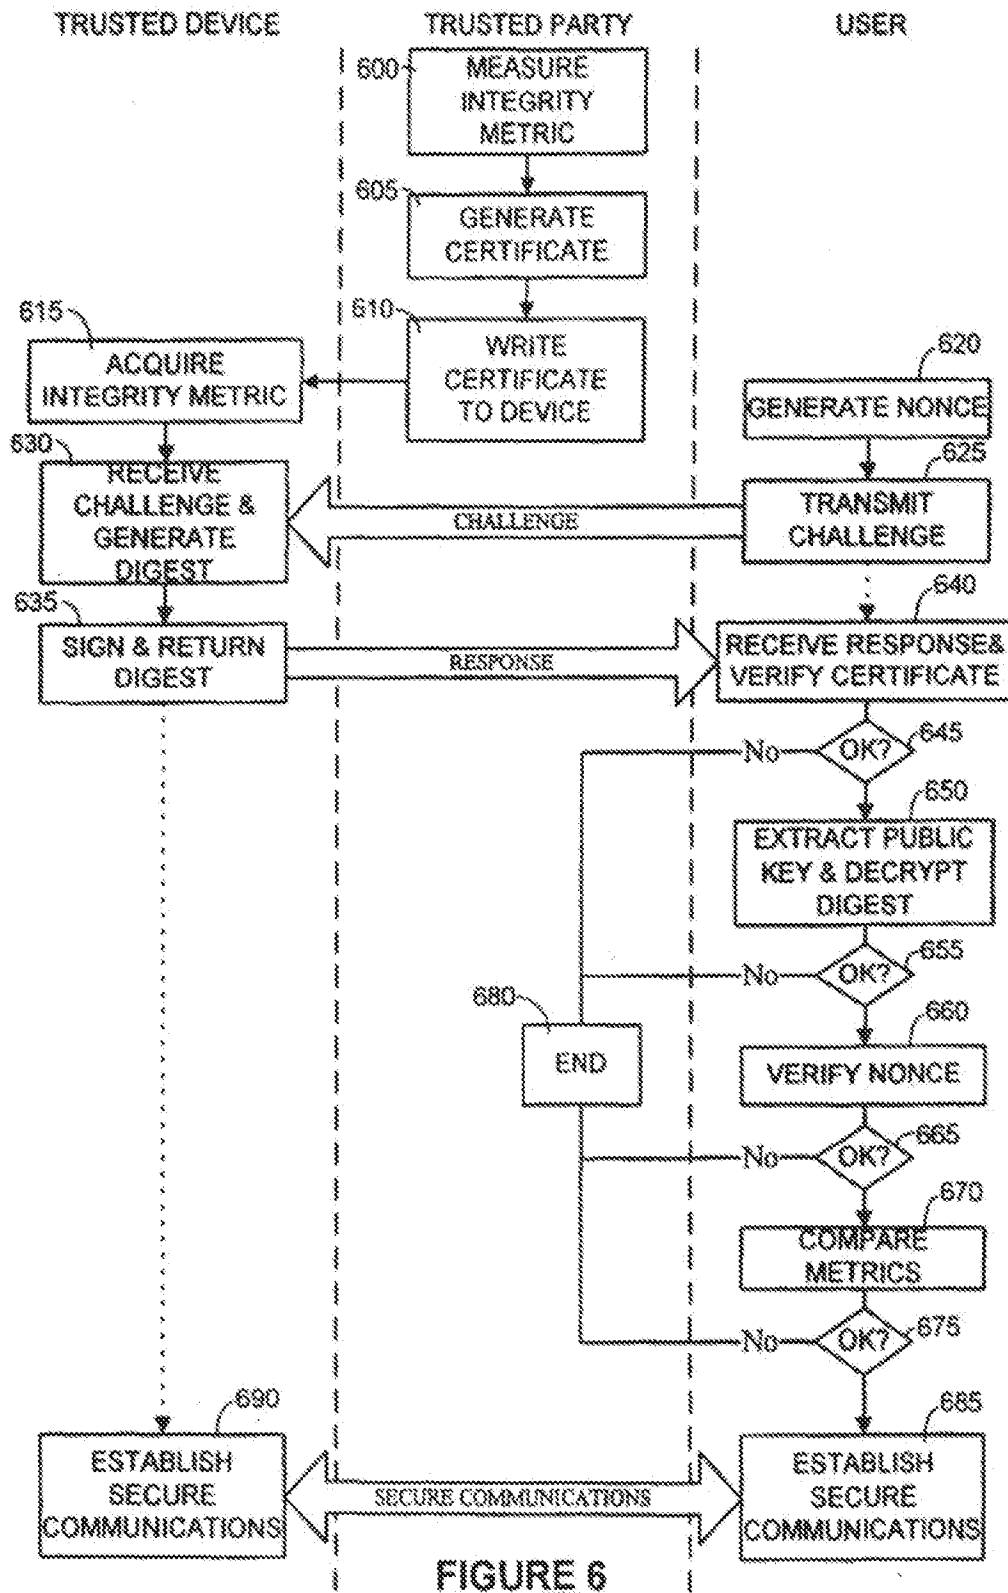 TRUSTED DEVICE
TRUSTED PARTY
USER
600
MEASURE
INTEGRITY
METRIC
605
GENERATE
CERTIFICATE
610
WRITE
CERTIFICATE
TO DEVICE
615
ACQUIRE
INTEGRITY METRIC
620
GENERATE NONCE
625
TRANSMIT
CHALLENGE
CHALLENGE
630
RECEIVE
CHALLENGE &
GENERATE
DIGEST
635
SIGN & RETURN
DIGEST
RESPONSE
640
RECEIVE RESPONSE&
VERIFY CERTIFICATE
645
OK?
No
650
EXTRACT PUBLIC
KEY & DECRYPT
DIGEST
655
OK?
No
680
END
660
VERIFY NONCE
665
OK?
No
670
COMPARE
METRICS
675
OK?
No
690
ESTABLISH
SECURE
COMMUNICATIONS
SECURE COMMUNICATIONS
685
ESTABLISH
SECURE
COMMUNICATIONS
FIGURE 6